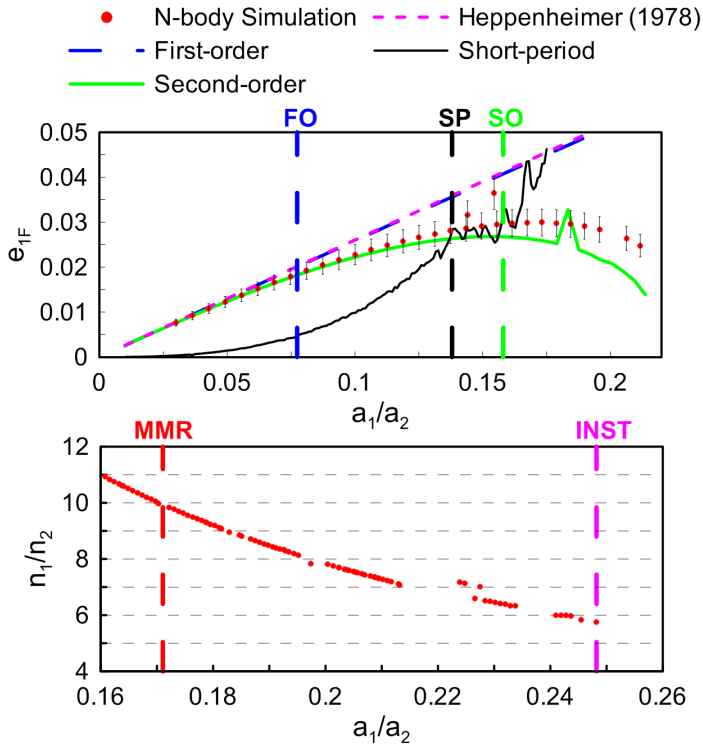 N-body Simulation Heppenheimer (1978)
First-order Short-period
Second-order
FO SP SO
0.05
0.04
0.03
0.02
0.01
0
e1F
0 0.05 0.1 0.15 0.2
a1/a2
MMR INST
12
10
8
6
4
n1/n2
0.16 0.18 0.2 0.22 0.24 0.26
a1/a2